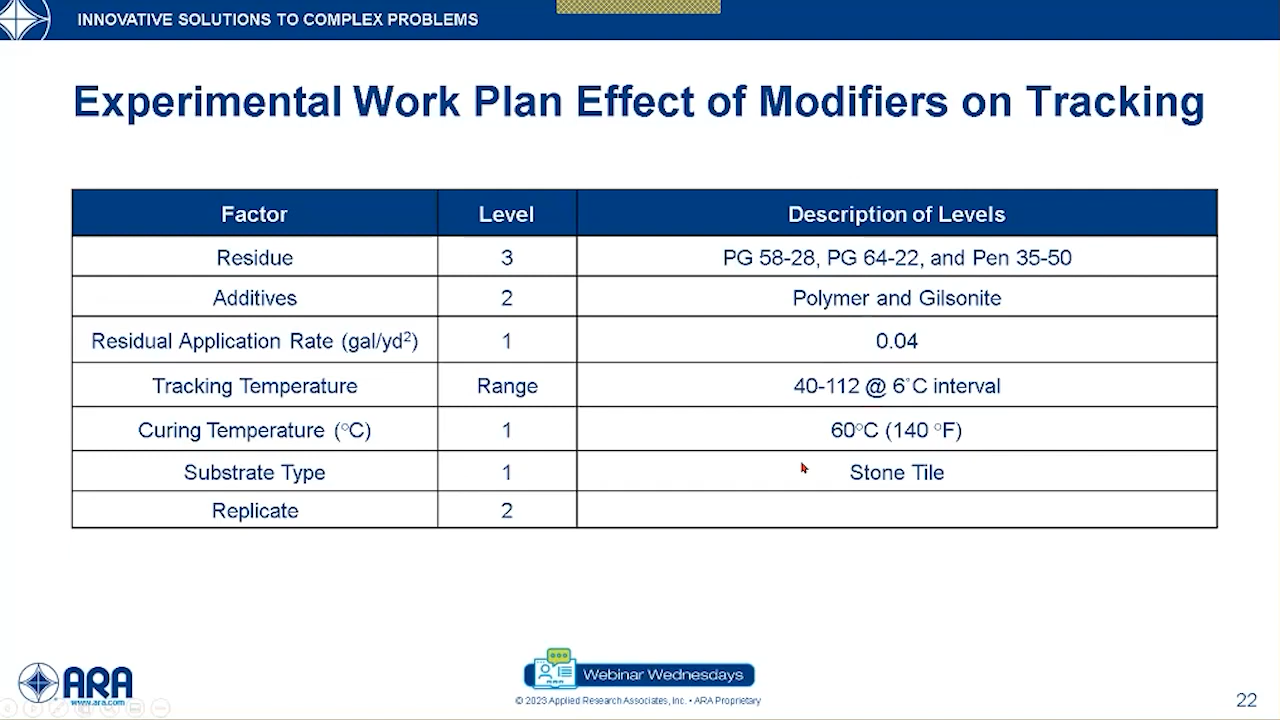 INNOVATIVE SOLUTIONS TO COMPLEX PROBLEMS
Experimental Work Plan Effect of Modifiers on Tracking
Factor Level Description of Levels
Residue 3 PG 58-28, PG 64-22, and Pen 35-50
Additives 2 Polymer and Gilsonite
Residual Application Rate (gal/yd²) 1 0.04
Tracking Temperature Range 40-112 @ 6˚C interval
Curing Temperature (°C) 1 60°C (140 °F)
Substrate Type 1 Stone Tile
Replicate 2
ARA
www.ara.com
Webinar Wednesdays
© 2023 Applied Research Associates, Inc. • ARA Proprietary
22